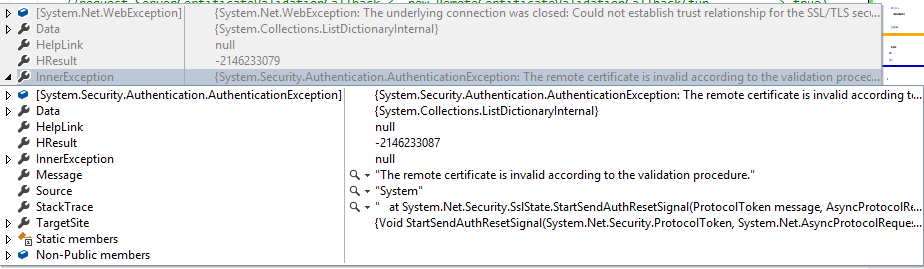 [System.Net.WebException] {System.Net.WebException: The underlying connection was closed: Could not establish trust relationship for the SSL/TLS sec...
Data {System.Collections.ListDictionaryInternal}
HelpLink null
HResult -2146233079
InnerException {System.Security.Authentication.AuthenticationException: The remote certificate is invalid according to the validation proced...
[System.Security.Authentication.AuthenticationException] {System.Security.Authentication.AuthenticationException: The remote certificate is invalid according to...
Data {System.Collections.ListDictionaryInternal}
HelpLink null
HResult -2146233087
InnerException null
Message "The remote certificate is invalid according to the validation procedure."
Source "System"
StackTrace " at System.Net.Security.SslState.StartSendAuthResetSignal(ProtocolToken message, AsyncProtocolRe...
TargetSite {Void StartSendAuthResetSignal(System.Net.Security.ProtocolToken, System.Net.AsyncProtocolReque...
Static members
Non-Public members